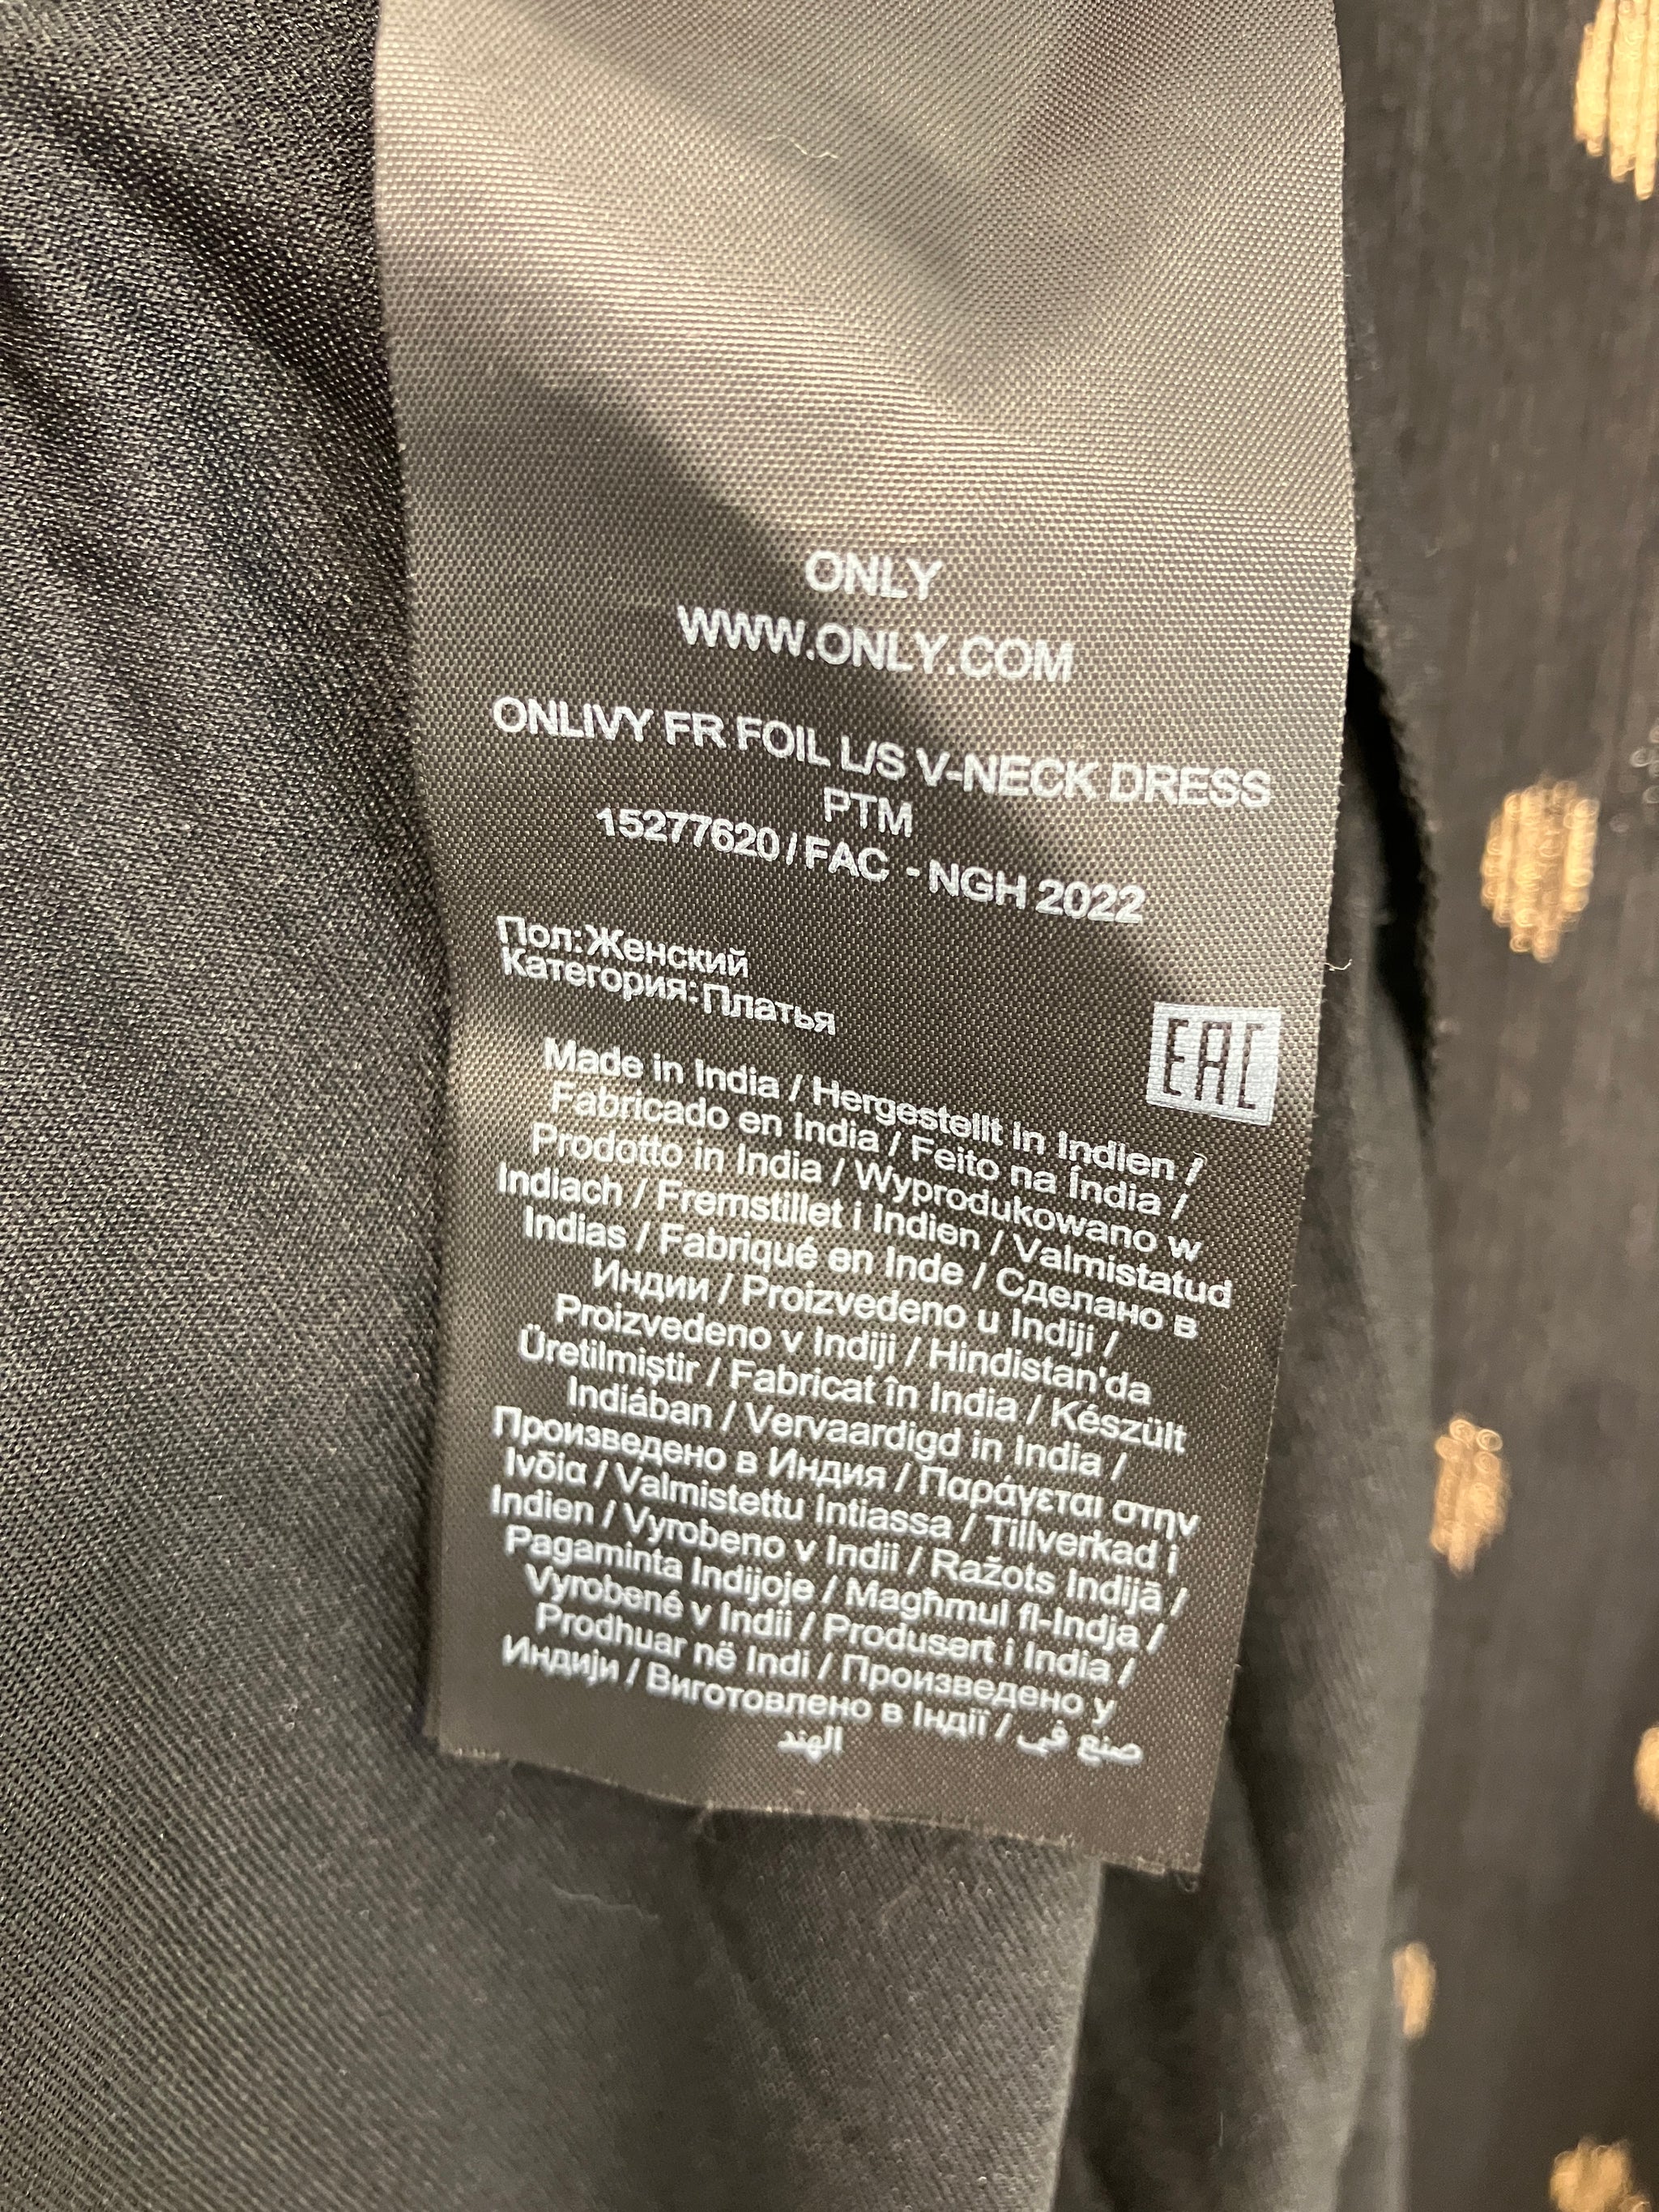 ONLY
WWW.ONLY.COM
ONLIVY FR FOIL L/S V-NECK DRESS
PTM
15277620 / FAC - NGH 2022
Пол:Женский
Категория:Платья
EAC
Made in India / Hergestellt in Indien /
Fabricado en India / Feito na Índia /
Prodotto in India / Wyprodukowano w
Indiach / Fremstillet i Indien / Valmistatud
Indias / Fabriqué en Inde / Сделано в
Индии / Proizvedeno u Indiji /
Proizvedeno v Indiji / Hindistan'da
Üretilmiştir / Fabricat în India / Készült
Indiában / Vervaardigd in India /
Произведено в Индия / Παράγεται στην
Ινδία / Valmistettu Intiassa / Tillverkad i
Indien / Vyrobeno v Indii / Ražots Indijā /
Pagaminta Indijoje / Magħmul fl-Indja /
Vyrobené v Indii / Produsert i India /
Prodhuar në Indi / Произведено у
Индији / Виготовлено в Індії / صنع في
الهند